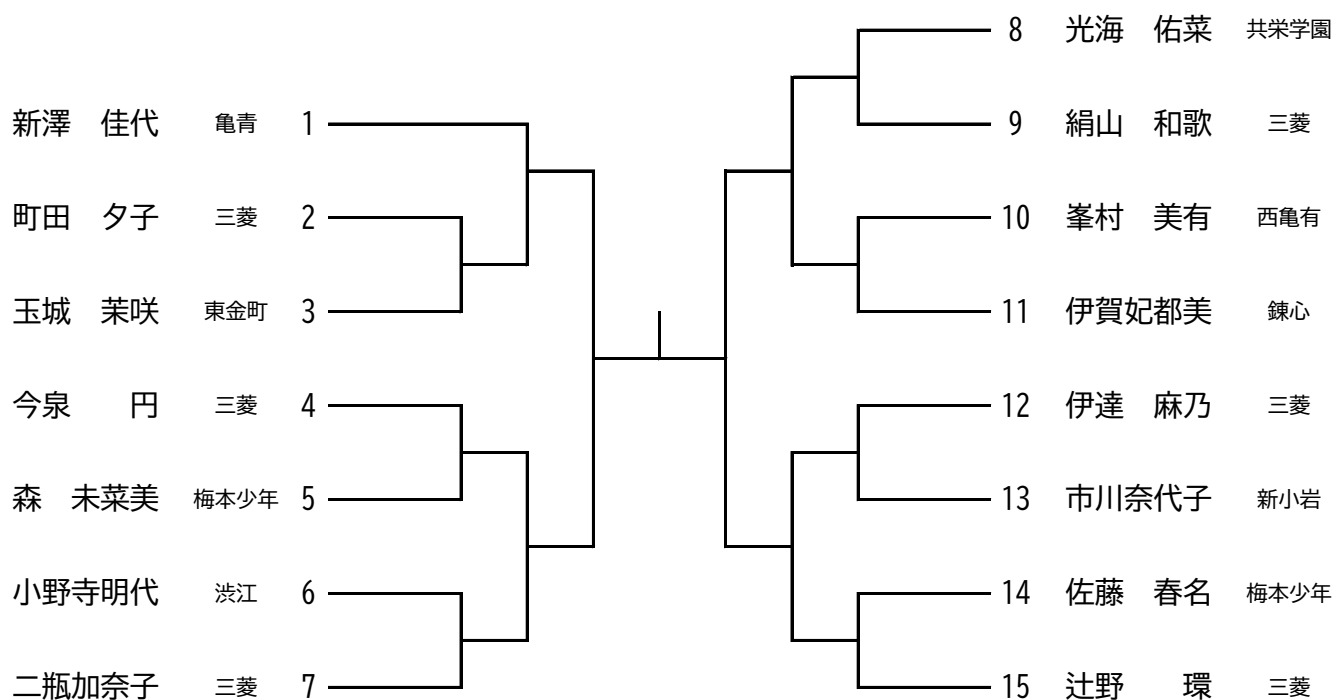 新澤　佳代　亀青　1
町田　夕子　三菱　2
玉城　茉咲　東金町　3
今泉　　円　三菱　4
森　未菜美　梅本少年　5
小野寺明代　渋江　6
二瓶加奈子　三菱　7
8　光海　佑菜　共栄学園
9　絹山　和歌　三菱
10　峯村　美有　西亀有
11　伊賀妃都美　錬心
12　伊達　麻乃　三菱
13　市川奈代子　新小岩
14　佐藤　春名　梅本少年
15　辻野　　環　三菱